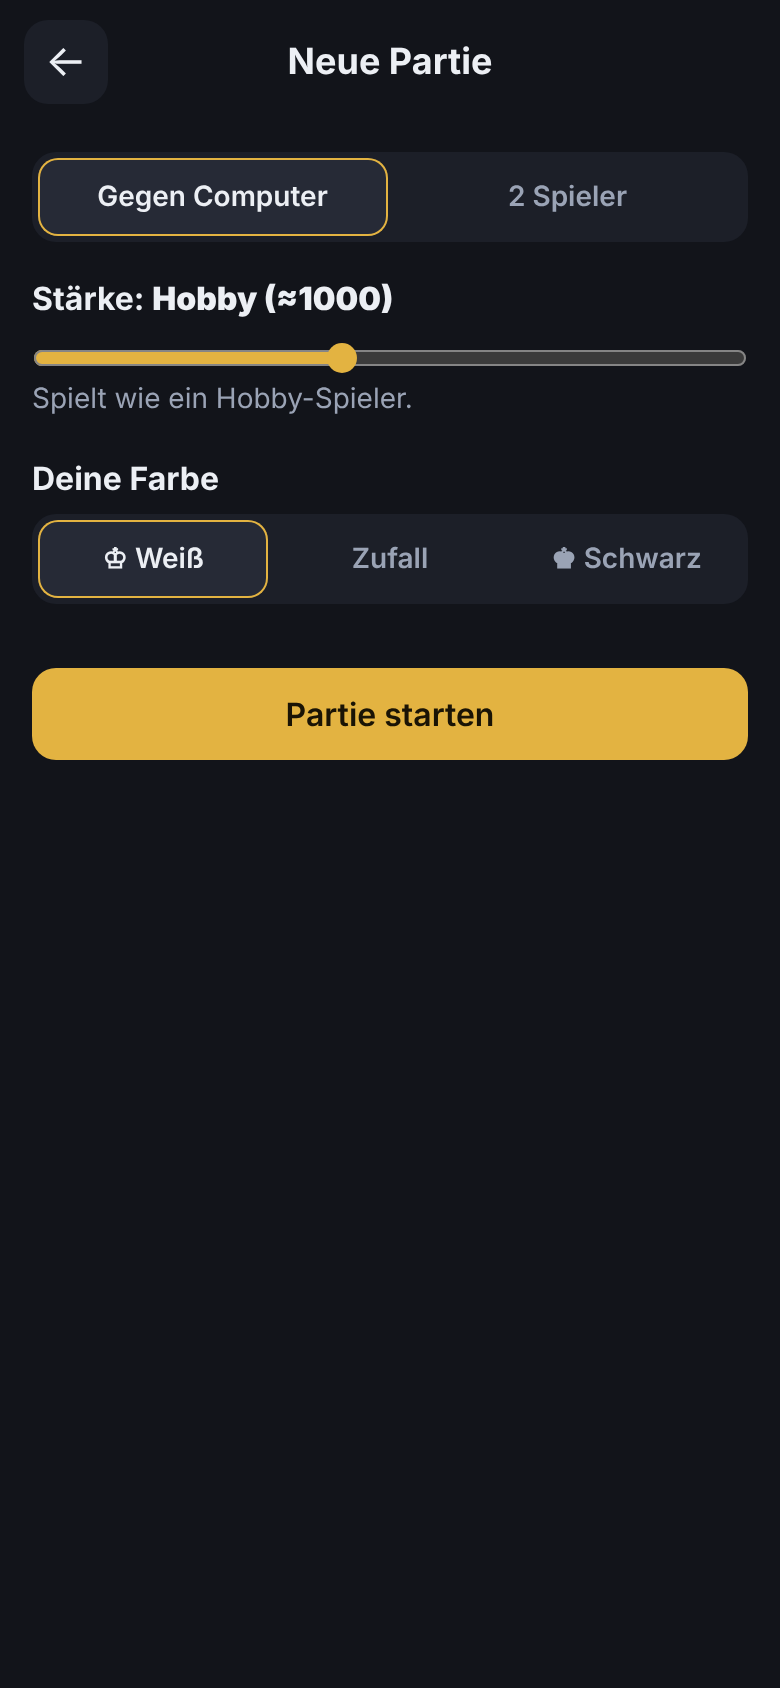 Neue Partie
Gegen Computer 2 Spieler
Stärke: Hobby (≈1000)
Spielt wie ein Hobby-Spieler.
Deine Farbe
♔ Weiß Zufall ♚ Schwarz
Partie starten